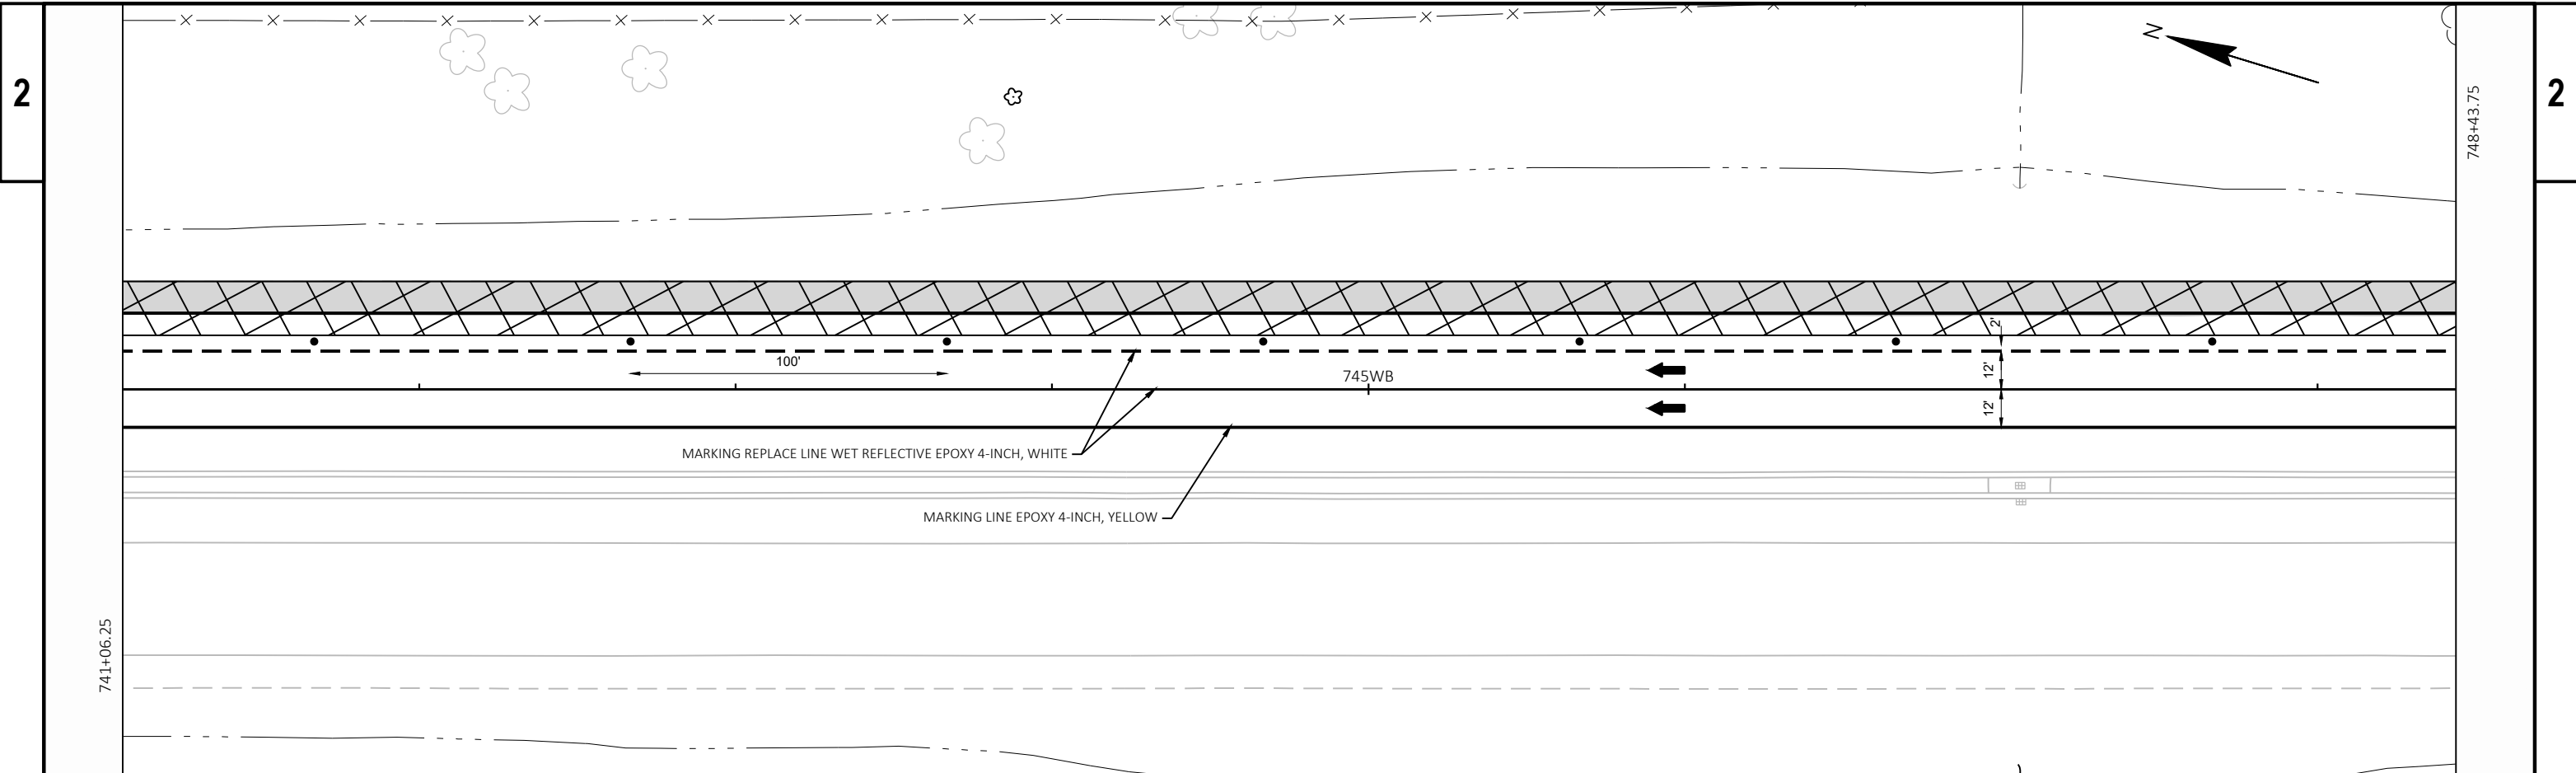 2
N
2
748+43.75
2'
100'
745WB
12'
12'
MARKING REPLACE LINE WET REFLECTIVE EPOXY 4-INCH, WHITE
MARKING LINE EPOXY 4-INCH, YELLOW
741+06.25